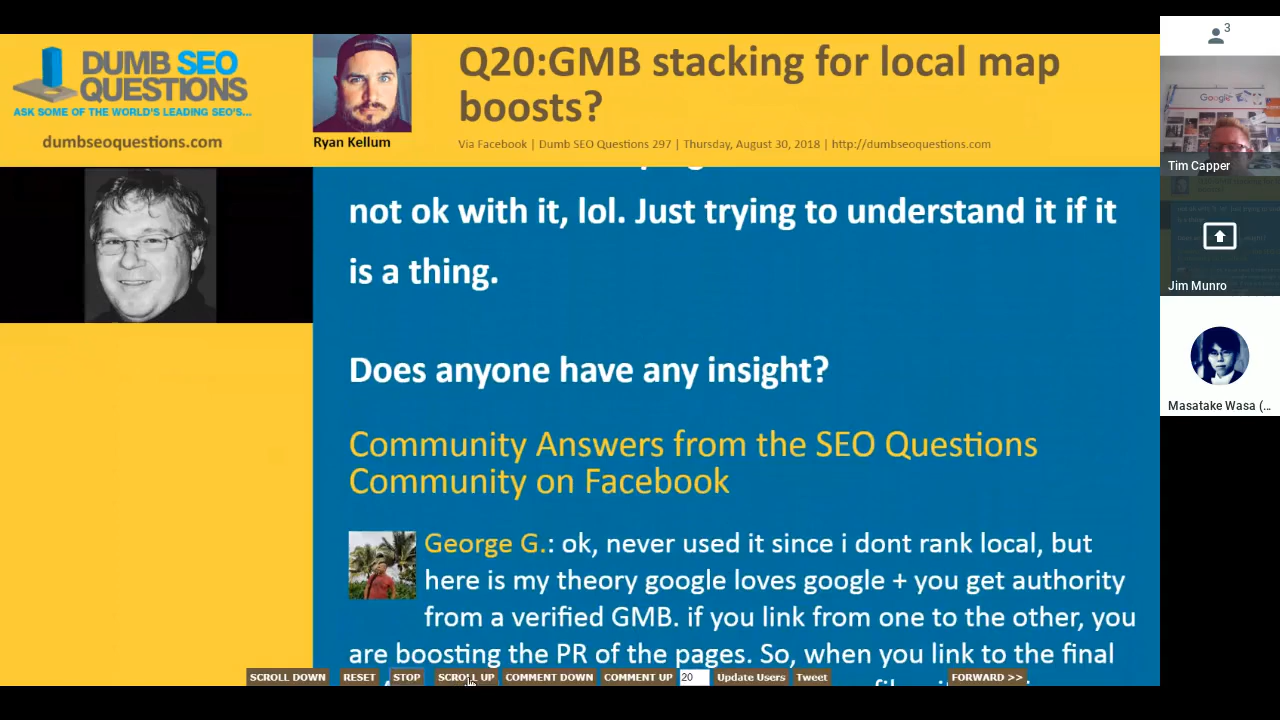 DUMB SEO
QUESTIONS
ASK SOME OF THE WORLD'S LEADING SEO'S...
dumbseoquestions.com
Ryan Kellum
Q20:GMB stacking for local map
boosts?
Via Facebook | Dumb SEO Questions 297 | Thursday, August 30, 2018 | http://dumbseoquestions.com
not ok with it, lol. Just trying to understand it if it
is a thing.
Does anyone have any insight?
Community Answers from the SEO Questions
Community on Facebook
George G.: ok, never used it since i dont rank local, but
here is my theory google loves google + you get authority
from a verified GMB. if you link from one to the other, you
are boosting the PR of the pages. So, when you link to the final
SCROLL DOWN RESET STOP SCROLL UP COMMENT DOWN COMMENT UP 20 Update Users Tweet FORWARD >>
3
Google
Tim Capper
Jim Munro
Masatake Wasa (...